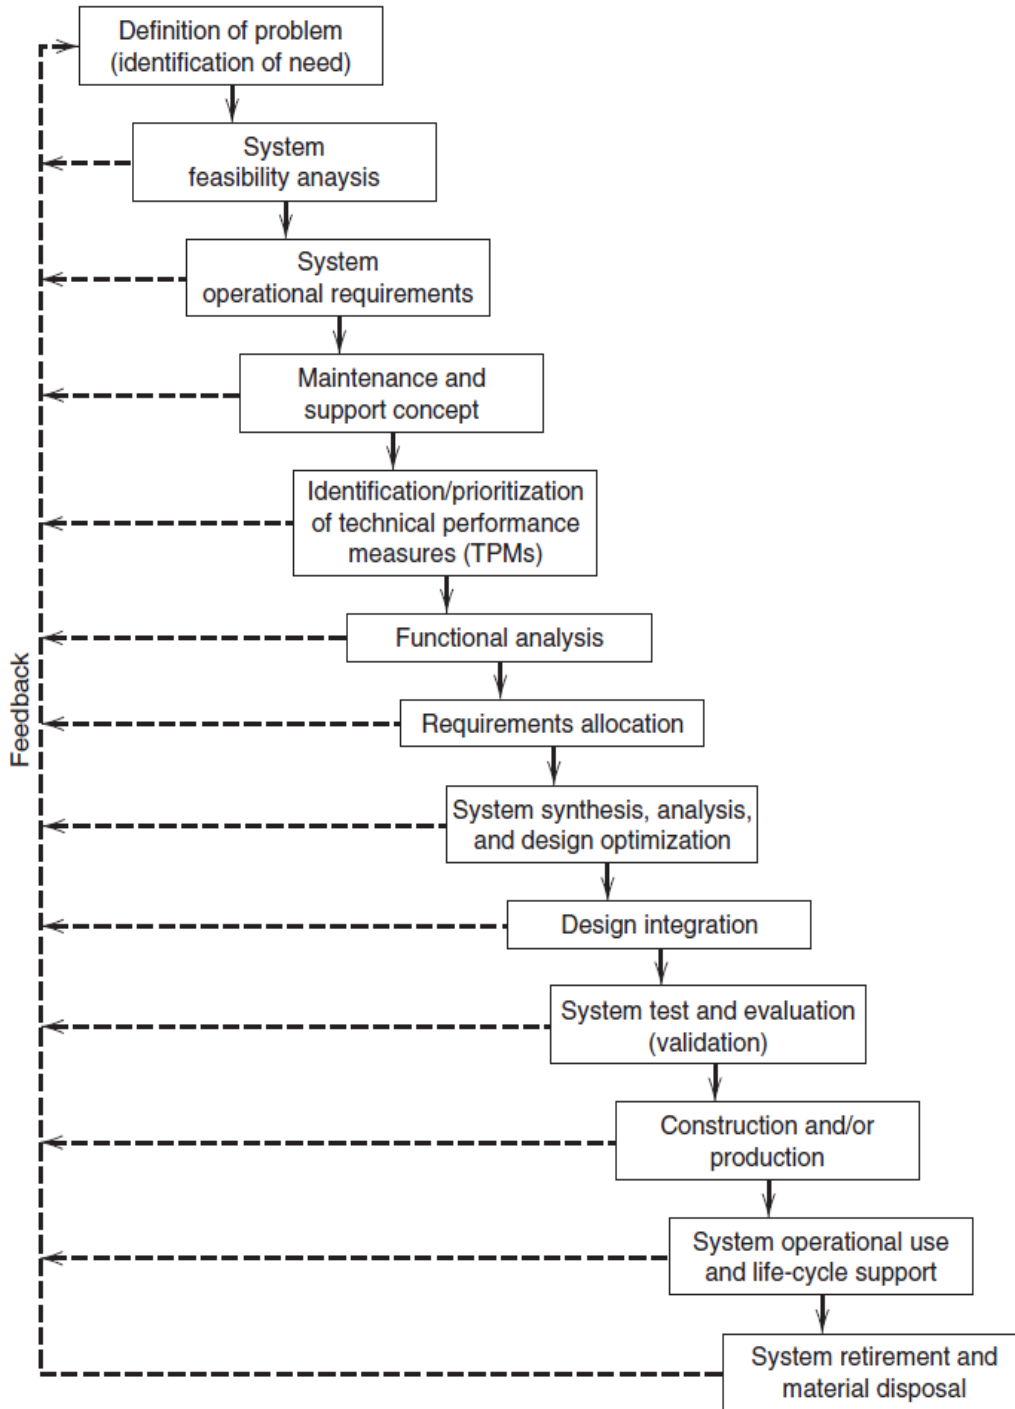 Definition of problem
(identification of need)
System
feasibility anaysis
System
operational requirements
Maintenance and
support concept
Identification/prioritization
of technical performance
measures (TPMs)
Functional analysis
Requirements allocation
System synthesis, analysis,
and design optimization
Design integration
System test and evaluation
(validation)
Construction and/or
production
System operational use
and life-cycle support
System retirement and
material disposal
Feedback